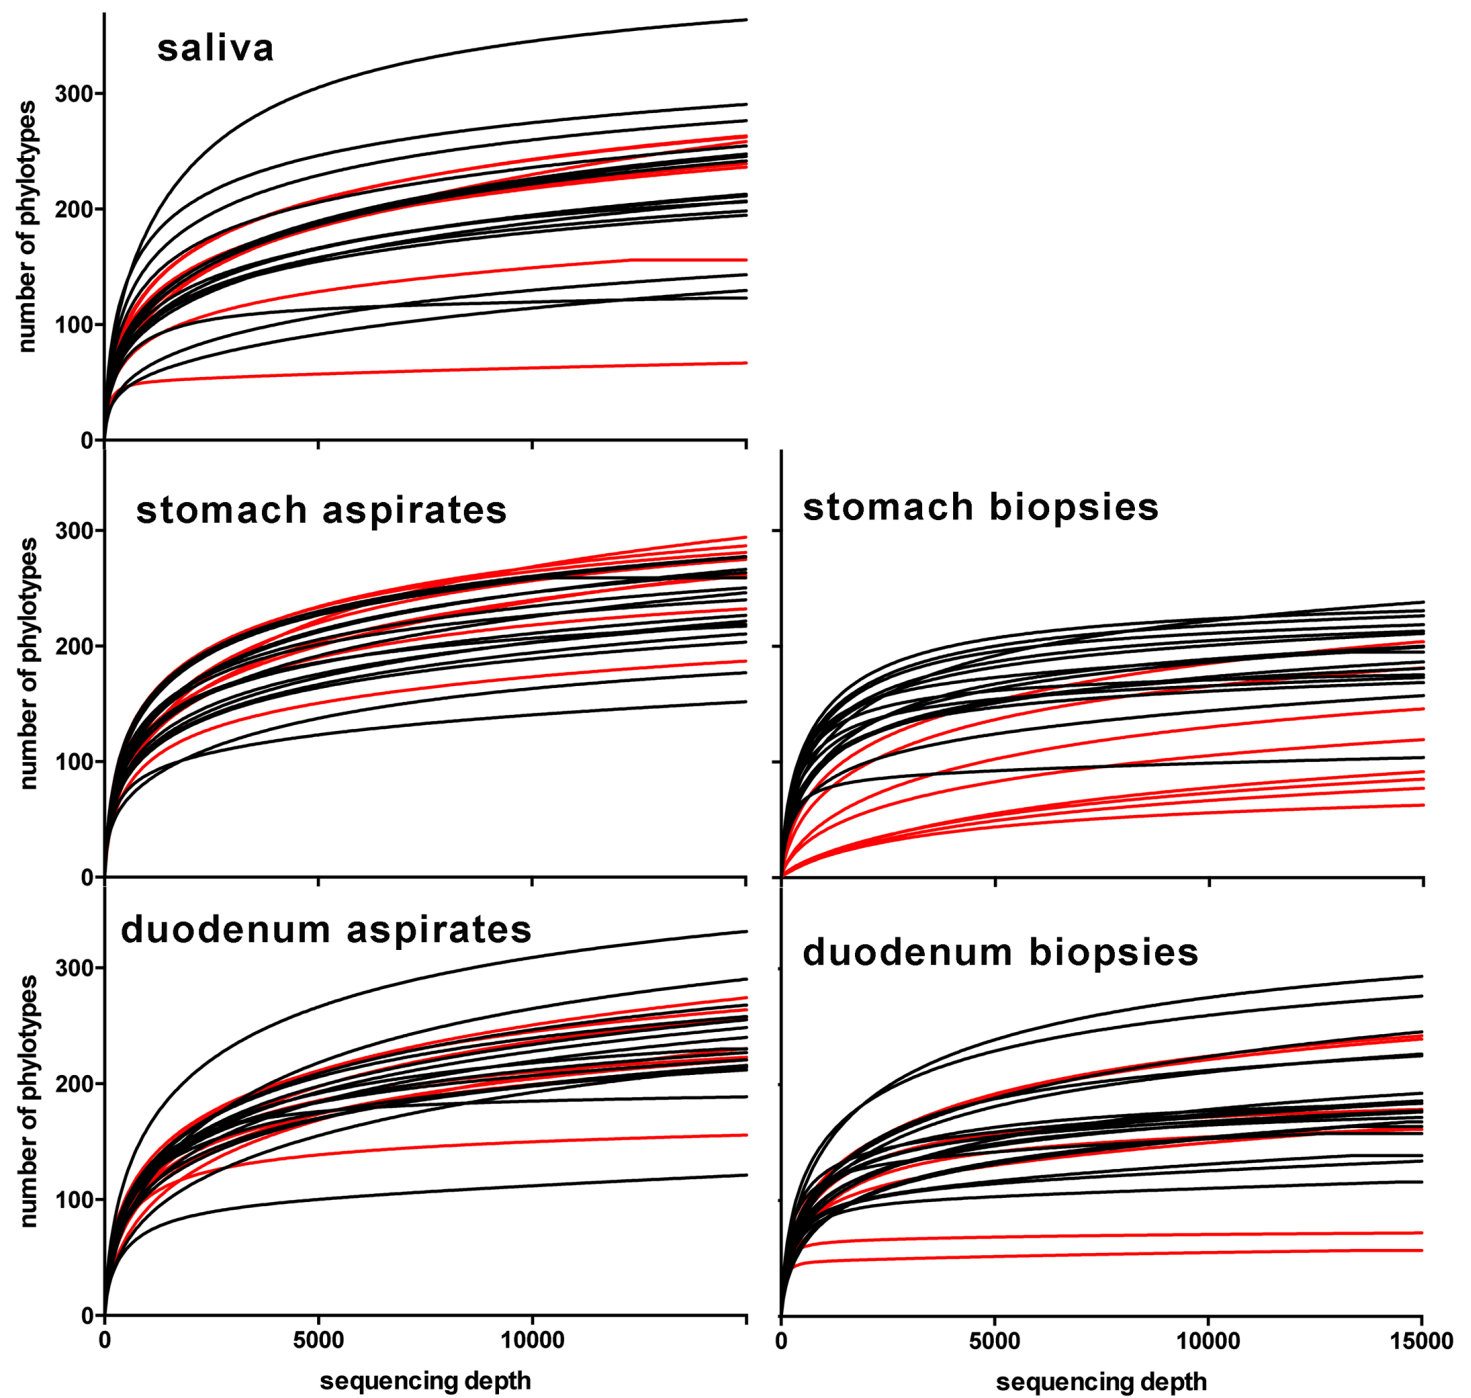 saliva
number of phylotypes
300
200
100
0
stomach aspirates
number of phylotypes
300
200
100
0
stomach biopsies
duodenum aspirates
number of phylotypes
300
200
100
0
0
5000
10000
sequencing depth
duodenum biopsies
0
5000
10000
15000
sequencing depth